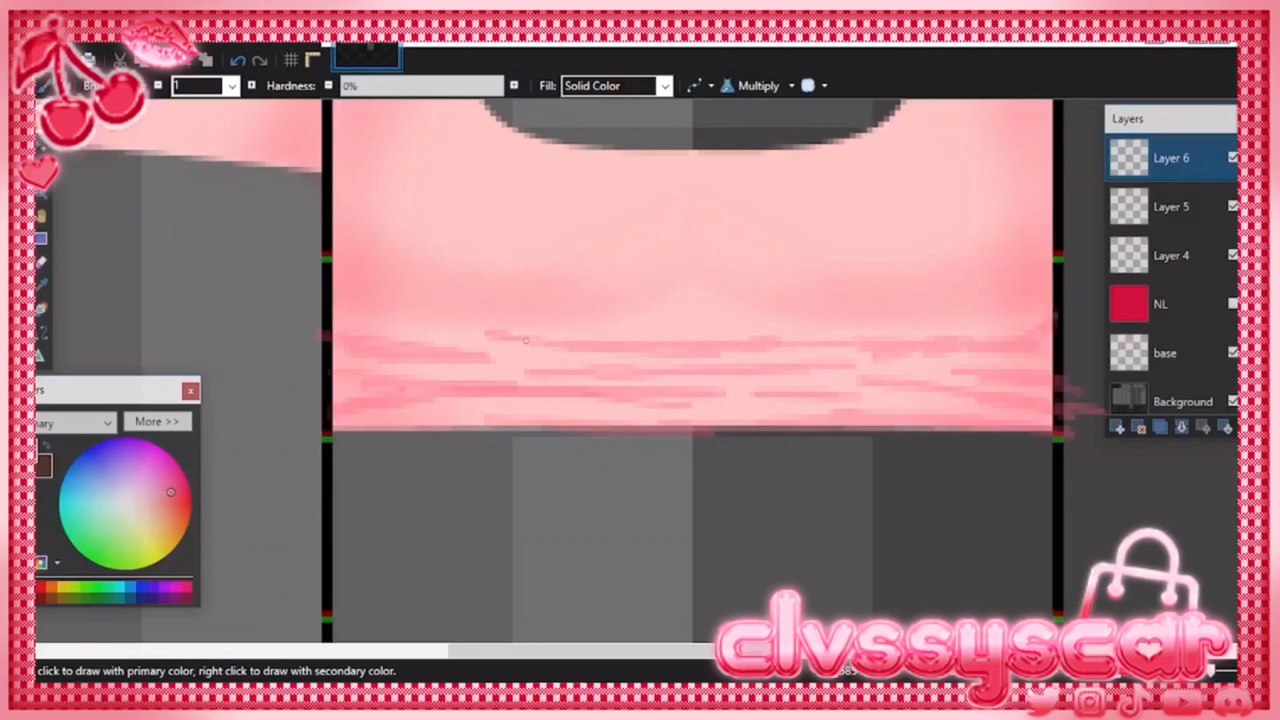 1 Hardness: 0% Fill: Solid Color Multiply
Layers
Layer 6
Layer 5
Layer 4
NL
base
Background
More >>
click to draw with primary color, right click to draw with secondary color.
clvssyscar